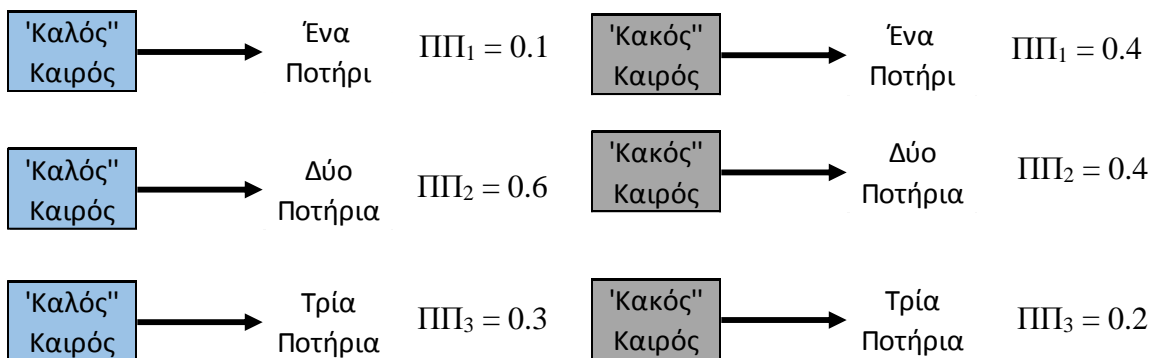 'Καλός''
Καιρός
Ένα
Ποτήρι
ΠΠ₁ = 0.1
'Κακός''
Καιρός
Ένα
Ποτήρι
ΠΠ₁ = 0.4
'Καλός''
Καιρός
Δύο
Ποτήρια
ΠΠ₂ = 0.6
'Κακός''
Καιρός
Δύο
Ποτήρια
ΠΠ₂ = 0.4
'Καλός''
Καιρός
Τρία
Ποτήρια
ΠΠ₃ = 0.3
'Κακός''
Καιρός
Τρία
Ποτήρια
ΠΠ₃ = 0.2